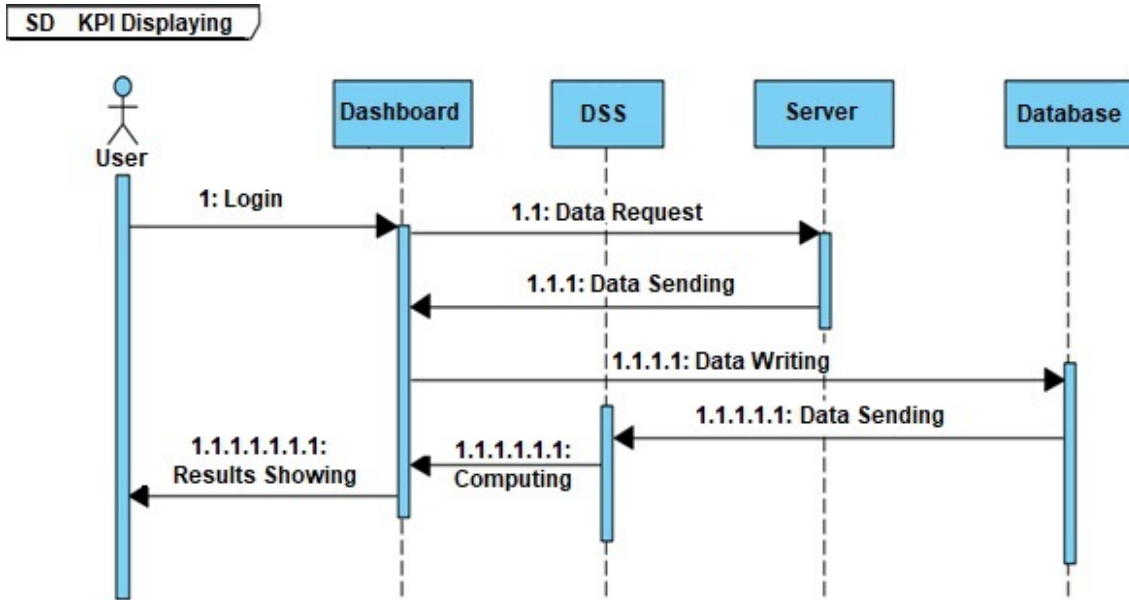 SD KPI Displaying
User
Dashboard
DSS
Server
Database
1: Login
1.1: Data Request
1.1.1: Data Sending
1.1.1.1: Data Writing
1.1.1.1.1: Data Sending
1.1.1.1.1.1:
Computing
1.1.1.1.1.1.1:
Results Showing